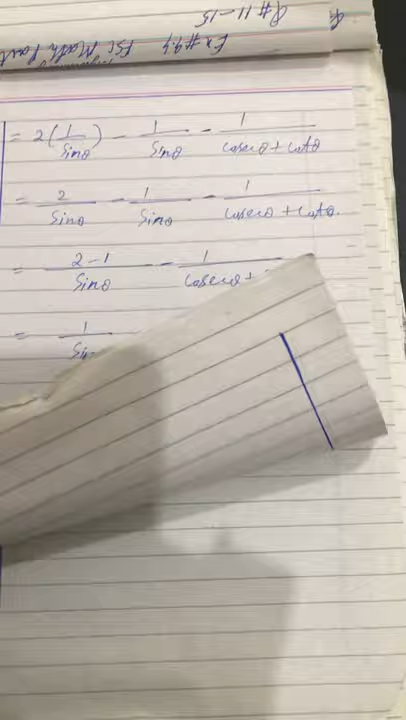 Q# 11-15
Ex # 9.4 FSc Math Part
= 2(1/Sinθ) - 1/Sinθ - 1/Cosecθ + Cotθ
= 2/Sinθ - 1/Sinθ - 1/Cosecθ + Cotθ.
= 2-1/Sinθ - 1/Cosecθ +
= 1/Sin